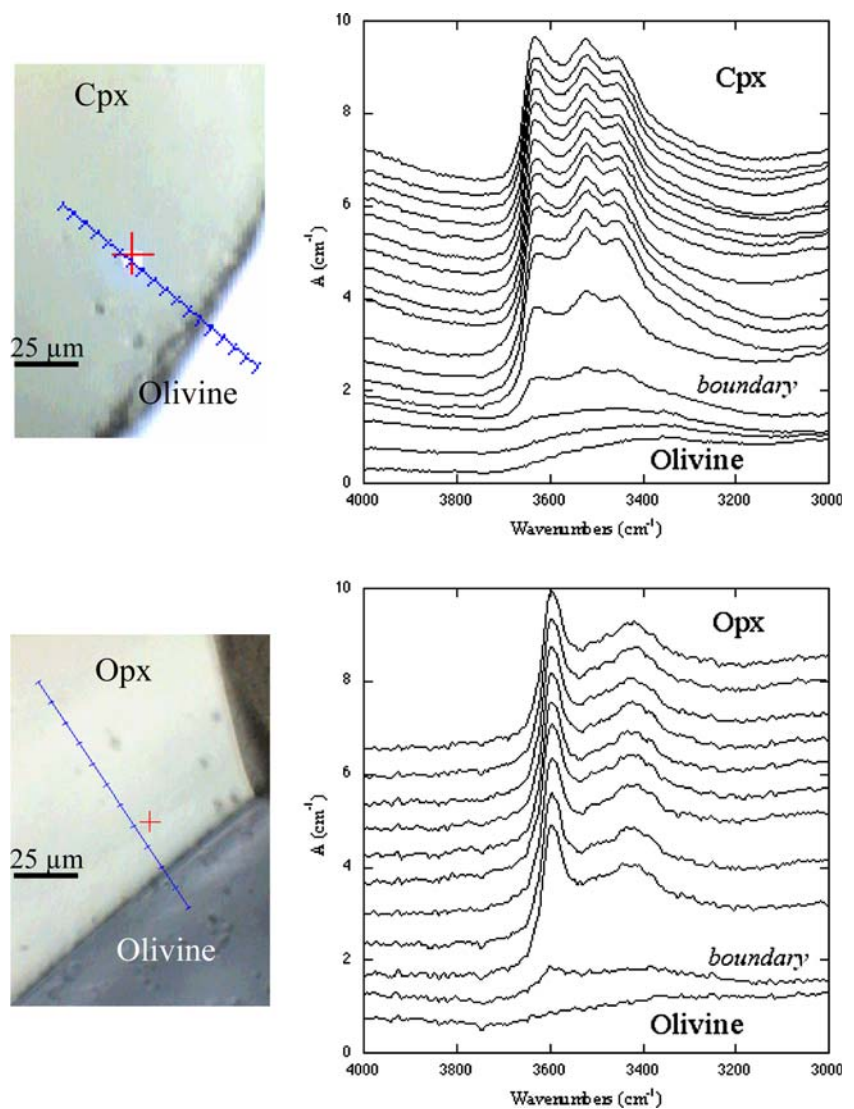 Cpx
25 µm
Olivine
10
8
6
4
2
0
A (cm-1)
Cpx
boundary
Olivine
4000 3800 3600 3400 3200 3000
Wavenumbers (cm-1)
Opx
25 µm
Olivine
10
8
6
4
2
0
A (cm-1)
Opx
boundary
Olivine
4000 3800 3600 3400 3200 3000
Wavenumbers (cm-1)